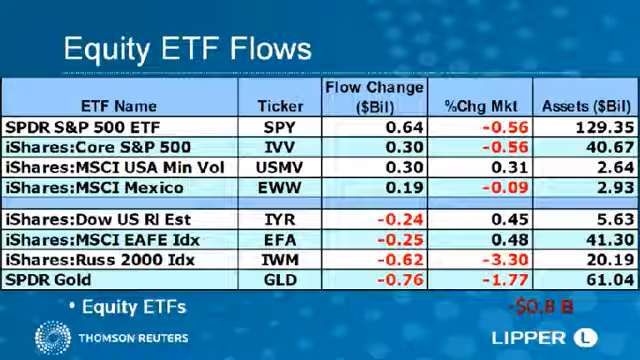 Equity ETF Flows
ETF Name Ticker Flow Change ($Bil) %Chg Mkt Assets ($Bil)
SPDR S&P 500 ETF SPY 0.64 -0.56 129.35
iShares:Core S&P 500 IVV 0.30 -0.56 40.67
iShares:MSCI USA Min Vol USMV 0.30 0.31 2.64
iShares:MSCI Mexico EWW 0.19 -0.09 2.93
iShares:Dow US Rl Est IYR -0.24 0.45 5.63
iShares:MSCI EAFE Idx EFA -0.25 0.48 41.30
iShares:Russ 2000 Idx IWM -0.62 -3.30 20.19
SPDR Gold GLD -0.76 -1.77 61.04
• Equity ETFs -$0.8 B
THOMSON REUTERS LIPPER L